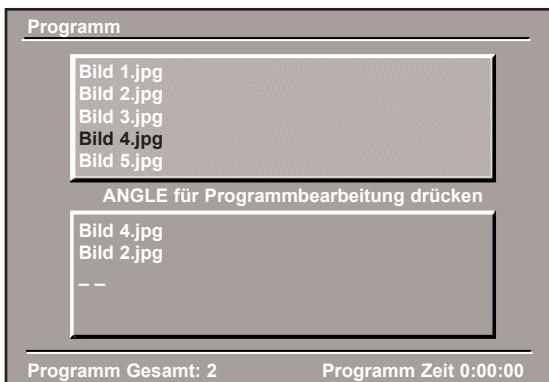 Programm
Bild 1.jpg
Bild 2.jpg
Bild 3.jpg
Bild 4.jpg
Bild 5.jpg
ANGLE für Programmbearbeitung drücken
Bild 4.jpg
Bild 2.jpg
– –
Programm Gesamt: 2 Programm Zeit 0:00:00